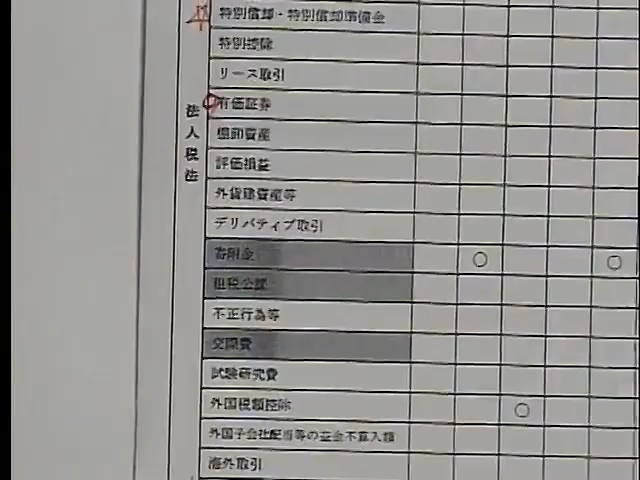 特別償却・特別償却準備金
特別控除
リース取引
有価証券
棚卸資産
評価損益
外貨建資産等
デリバティブ取引
寄附金
租税公課
不正行為等
交際費
試験研究費
外国税額控除
外国子会社配当等の益金不算入額
海外取引
法人税法